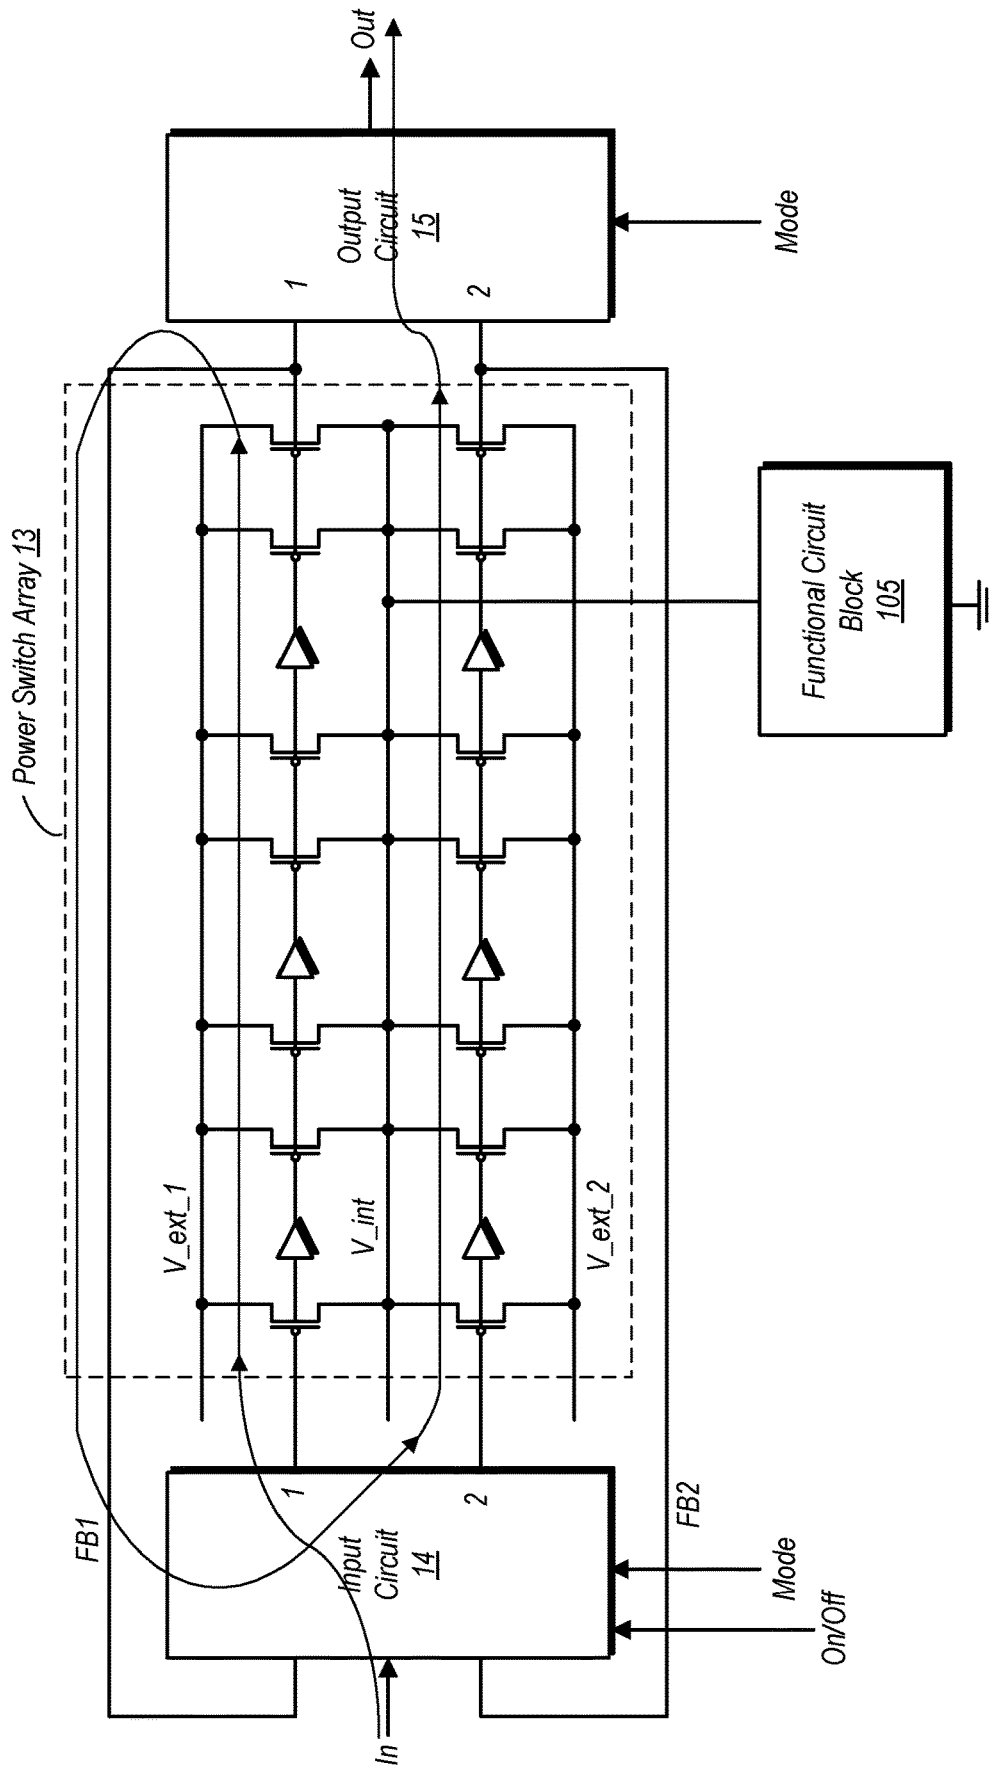 Power Switch Array 13
FB1
In
Input
Circuit
14
1
2
On/Off
Mode
FB2
V_ext_1
V_int
V_ext_2
Functional Circuit
Block
105
1
2
Output
Circuit
15
Mode
Out